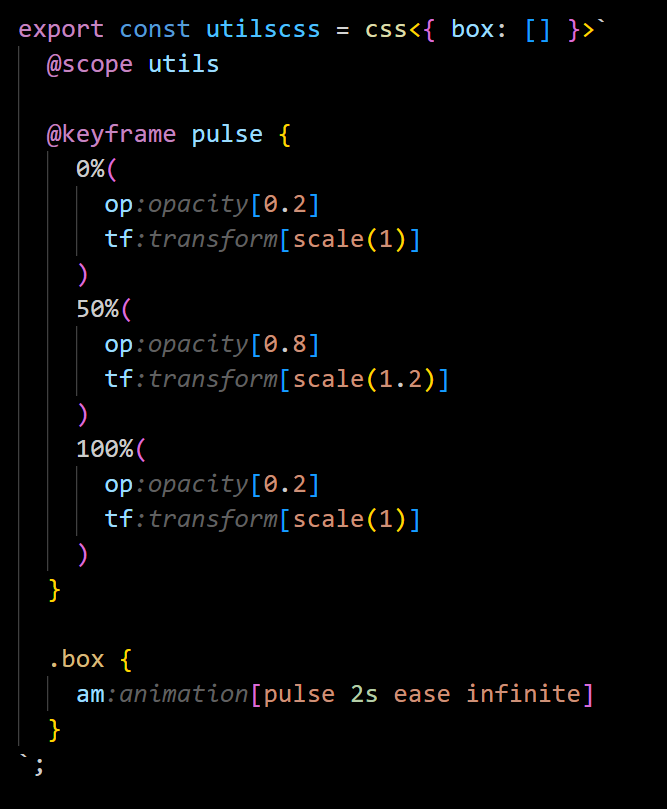 export const utilscss = css<{ box: [] }>`
@scope utils
@keyframe pulse {
0%(
op:opacity[0.2]
tf:transform[scale(1)]
)
50%(
op:opacity[0.8]
tf:transform[scale(1.2)]
)
100%(
op:opacity[0.2]
tf:transform[scale(1)]
)
}
.box {
am:animation[pulse 2s ease infinite]
}
`;